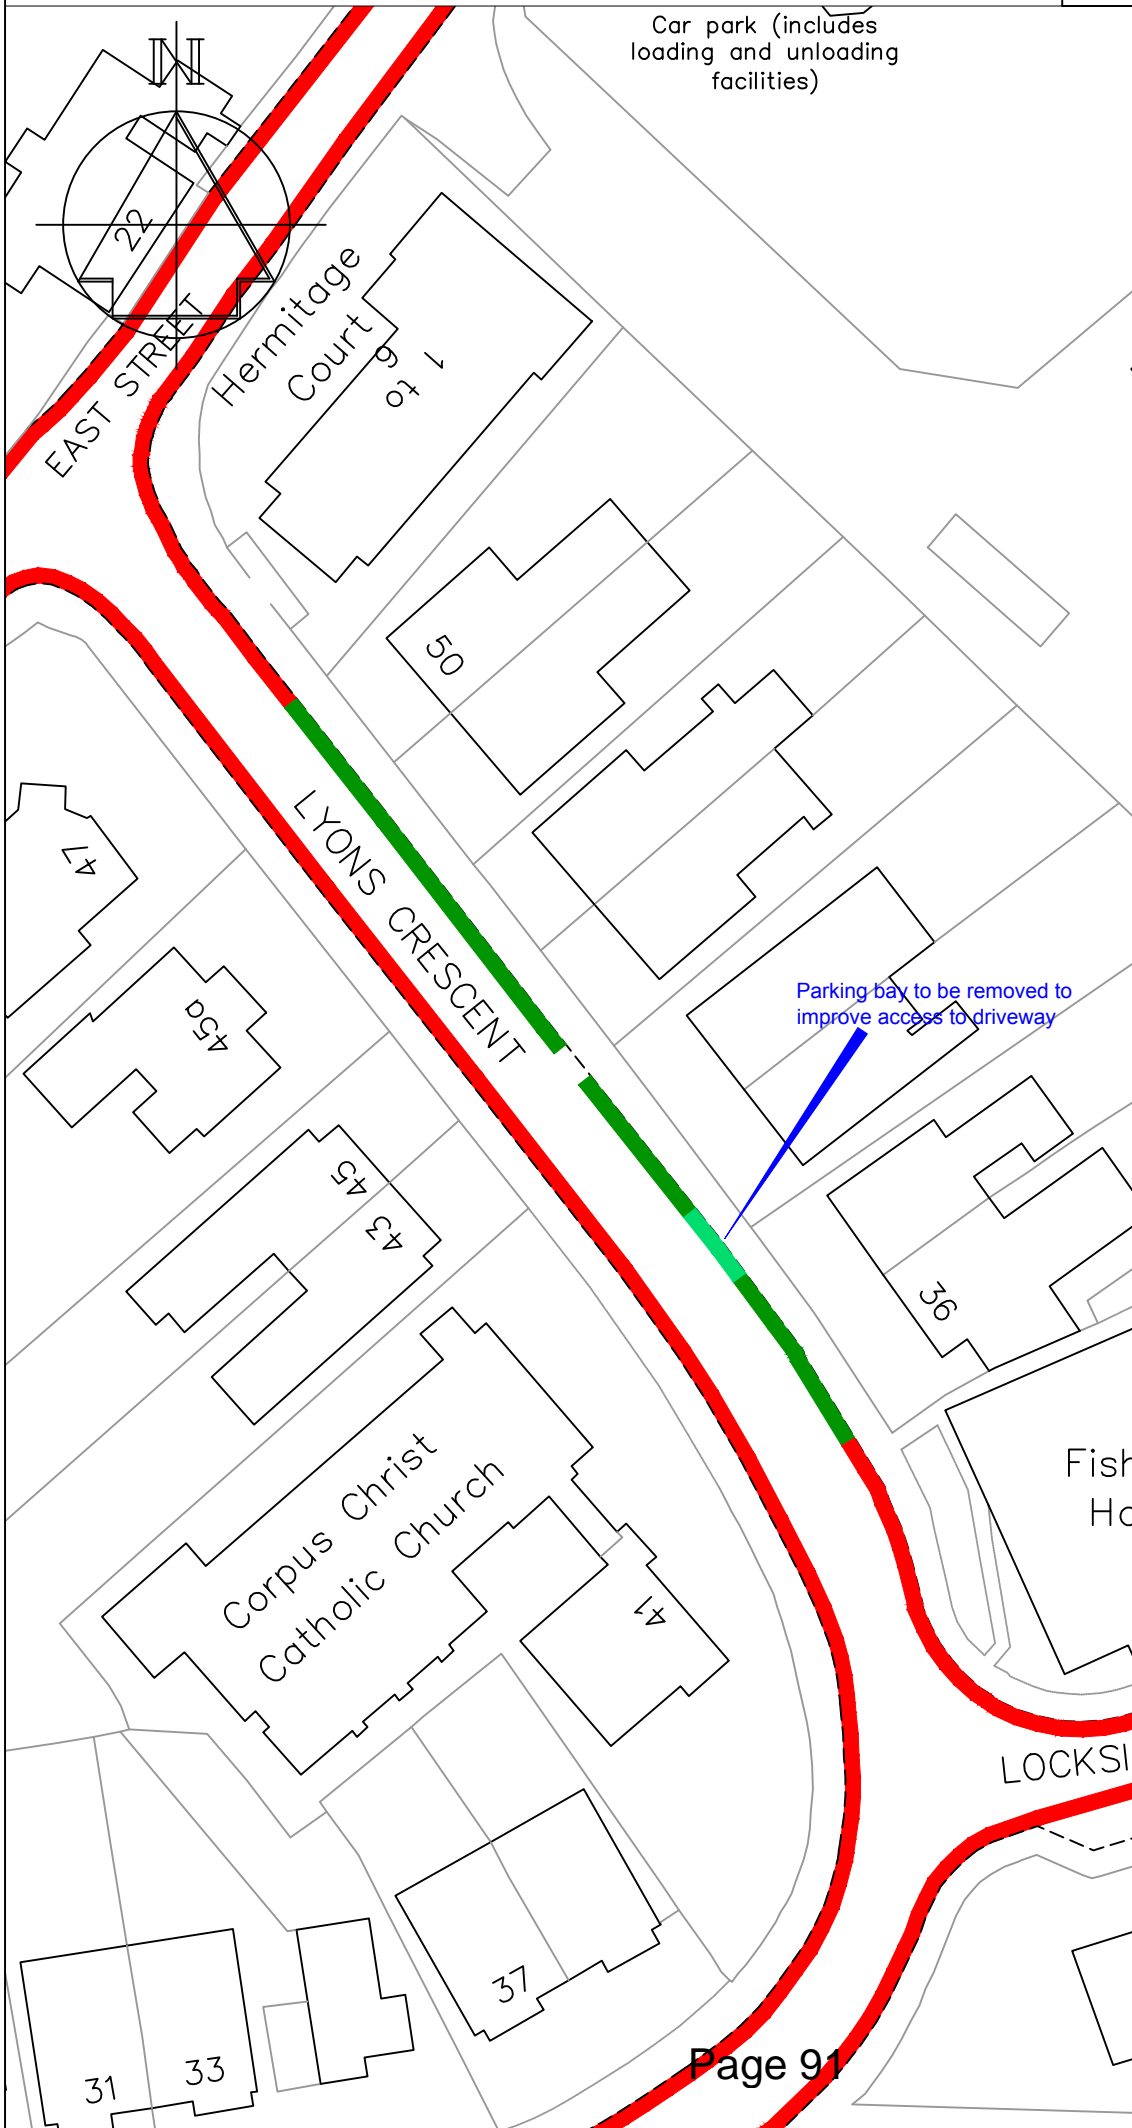 Car park (includes
loading and unloading
facilities)
N
22
EAST STREET
Hermitage
Court
1
to
6
50
LYONS CRESCENT
47
45a
Parking bay to be removed to
improve access to driveway
45
43
36
Fish
Ho
Corpus Christ
Catholic Church
41
LOCKSI
37
31
33
Page 91